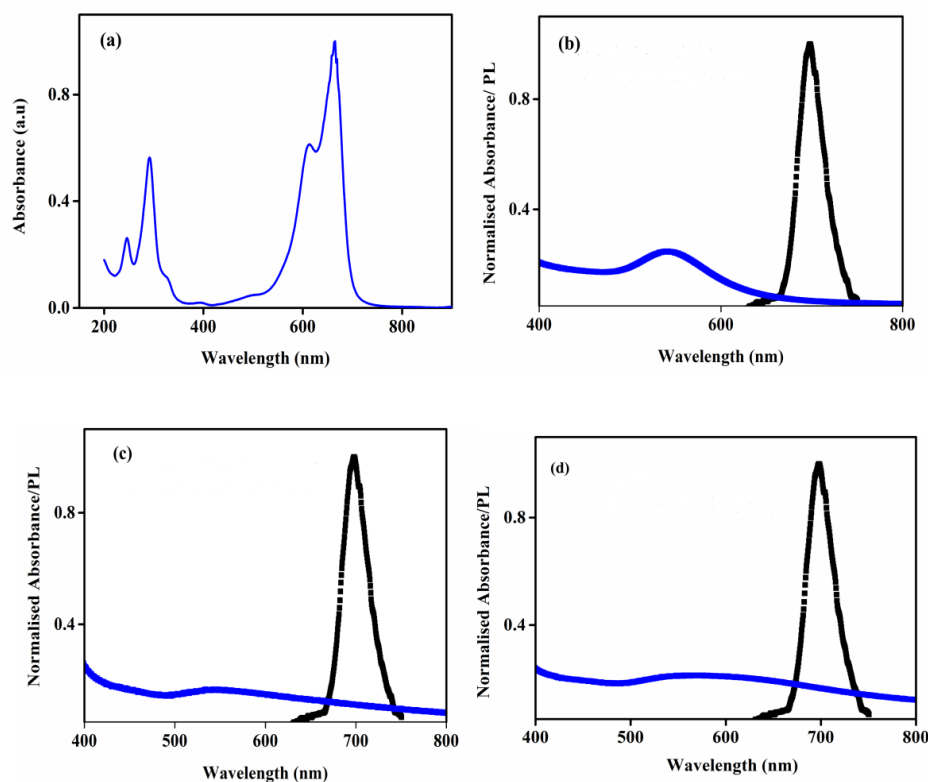 (a)
Absorbance (a.u)
0.8
0.4
0.0
200 400 600 800
Wavelength (nm)
(b)
Normalised Absorbance/ PL
0.8
0.4
400 600 800
Wavelength (nm)
(c)
Normalised Absorbance/PL
0.8
0.4
400 500 600 700 800
Wavelength (nm)
(d)
Normalised Absorbance/PL
0.8
0.4
400 500 600 700 800
Wavelength (nm)